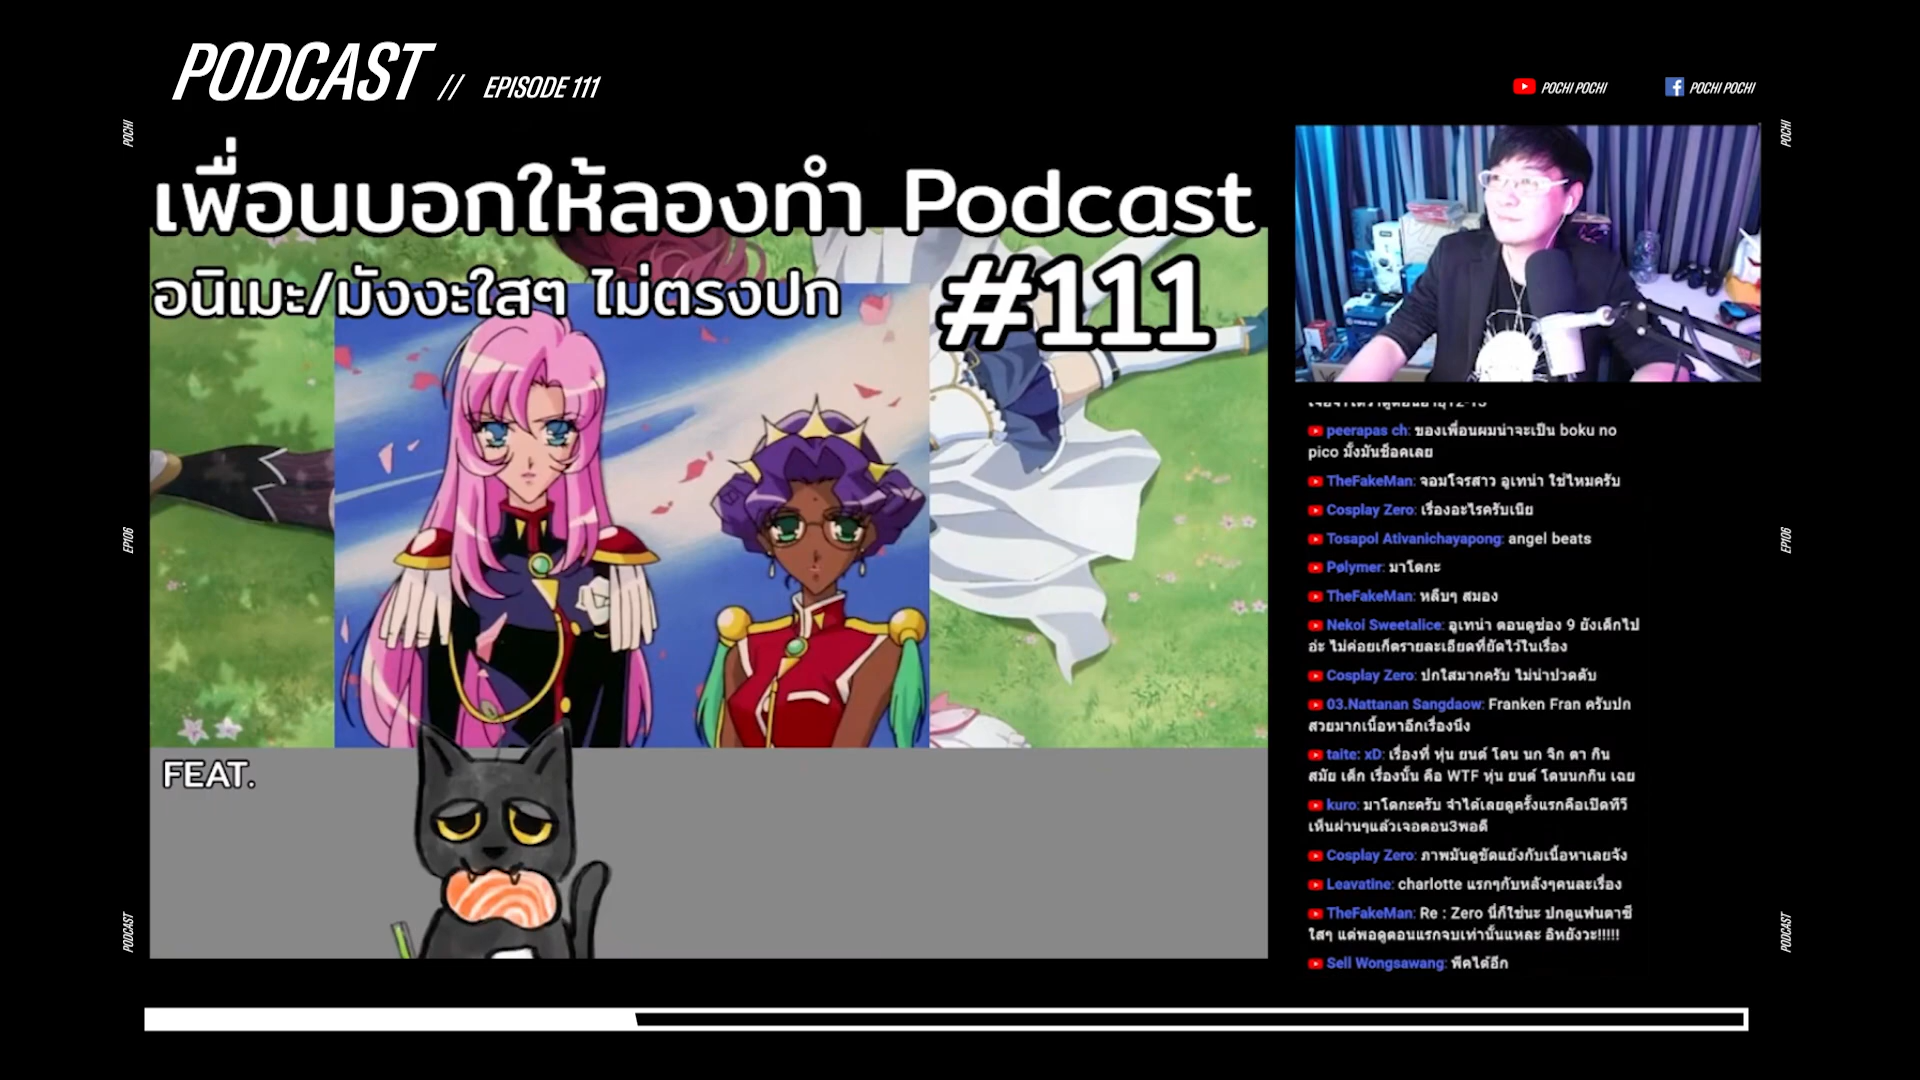 PODCAST // EPISODE 111
POCHI POCHI
POCHI POCHI
POCHI
POCHI
เพื่อนบอกให้ลองทำ Podcast
อนิเมะ/มังงะใสๆ ไม่ตรงปก
#111
peerapas ch: ของเพื่อนผมน่าจะเป็น boku no
pico มั้งมันช็อคเลย
TheFakeMan: จอมโจรสาว อูเทน่า ใช่ไหมครับ
Cosplay Zero: เรื่องอะไรครับเนีย
EP106
EP106
Tosapol Ativanichayapong: angel beats
Pølymer: มาโดกะ
TheFakeMan: หลีบๆ สมอง
Nekoi Sweetalice: อูเทน่า ตอนดูช่อง 9 ยังเด็กไป
อ่ะ ไม่ค่อยเก็ตรายละเอียดที่ยัดไว้ในเรื่อง
Cosplay Zero: ปกใสมากครับ ไม่น่าปวดตับ
03.Nattanan Sangdaow: Franken Fran ครับปก
สวยมากเนื้อหาอีกเรื่องนึง
taite: xD: เรื่องที่ หุ่น ยนต์ โดน นก จิก ตา กิน
สมัย เด็ก เรื่องนั้น คือ WTF หุ่น ยนต์ โดนนกกิน เฉย
FEAT.
kuro: มาโดกะครับ จำได้เลยดูครั้งแรกคือเปิดทีวี
เห็นผ่านๆแล้วเจอตอน3พอดี
Cosplay Zero: ภาพมันดูขัดแย้งกับเนื้อหาเลยจัง
Leavatine: charlotte แรกๆกับหลังๆคนละเรื่อง
TheFakeMan: Re : Zero นี่ก็ใช่นะ ปกดูแฟนตาซี
ใสๆ แต่พอดูตอนแรกจบเท่านั้นแหละ อิหยังวะ!!!!!
Sell Wongsawang: พีคได้อีก
PODCAST
PODCAST